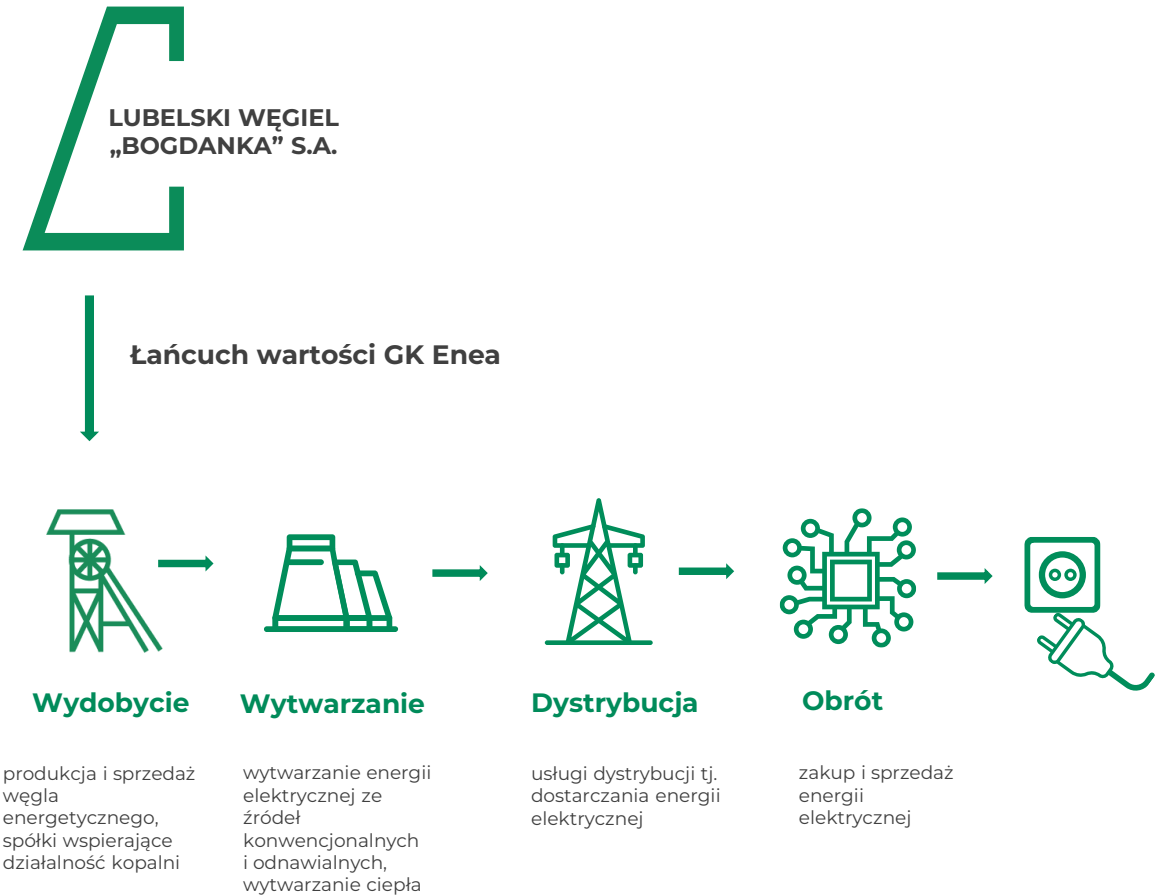 LUBELSKI WĘGIEL
„BOGDANKA” S.A.
Łańcuch wartości GK Enea
Wydobycie
produkcja i sprzedaż
węgla
energetycznego,
spółki wspierające
działalność kopalni
Wytwarzanie
wytwarzanie energii
elektrycznej ze
źródeł
konwencjonalnych
i odnawialnych,
wytwarzanie ciepła
Dystrybucja
usługi dystrybucji tj.
dostarczania energii
elektrycznej
Obrót
zakup i sprzedaż
energii
elektrycznej